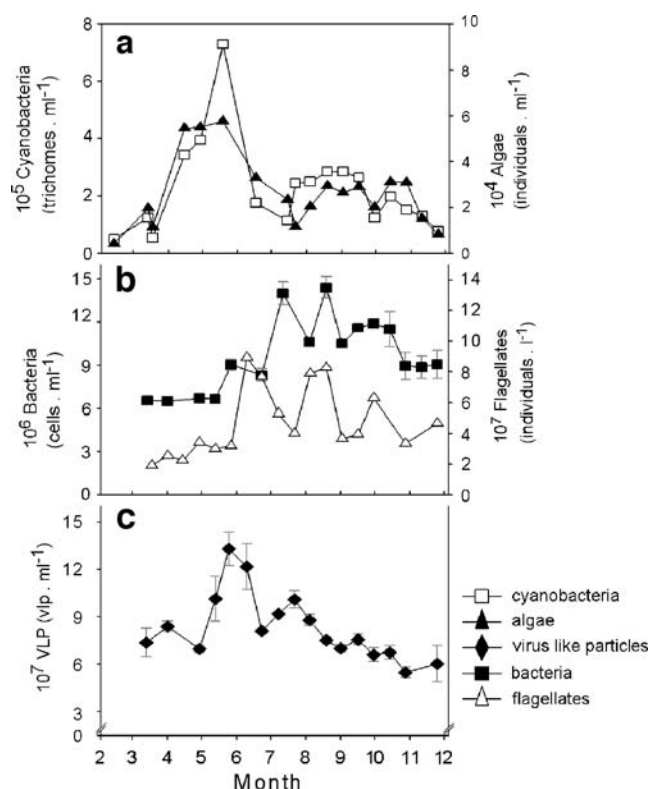 a
8
6
4
2
0
10⁵ Cyanobacteria
(trichomes . ml⁻¹)
10
8
6
4
2
0
10⁴ Algae
(individuals . ml⁻¹)
b
15
12
9
6
3
0
10⁶ Bacteria
(cells . ml⁻¹)
14
12
10
8
6
4
2
0
10⁷ Flagellates
(individuals . l⁻¹)
c
15
12
9
6
3
0
10⁷ VLP (vlp . ml⁻¹)
2 3 4 5 6 7 8 9 10 11 12
Month
cyanobacteria
algae
virus like particles
bacteria
flagellates